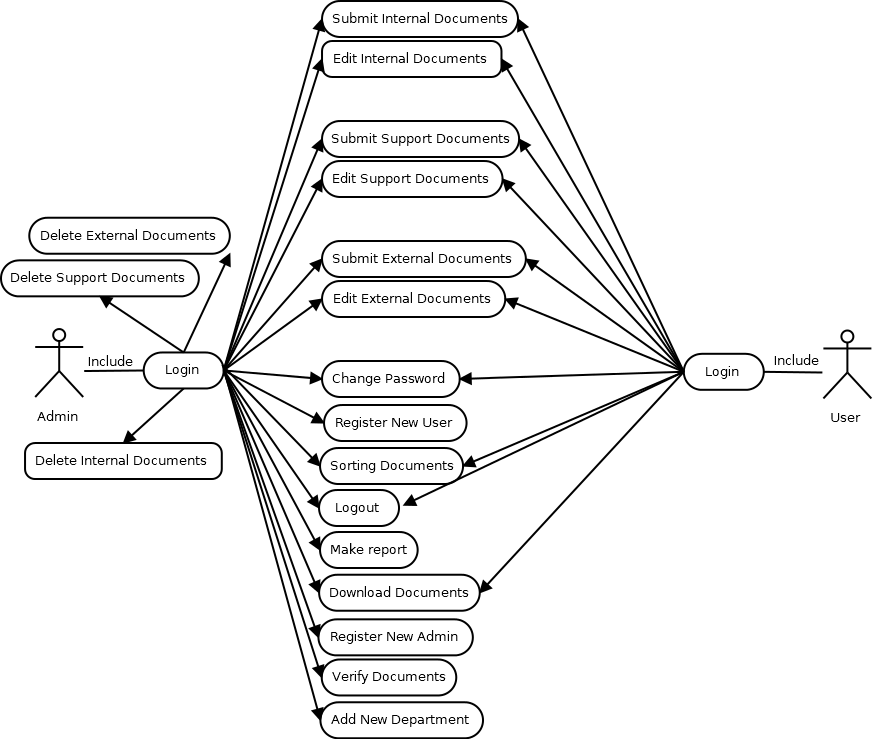 Submit Internal Documents
Edit Internal Documents
Submit Support Documents
Edit Support Documents
Delete External Documents
Submit External Documents
Delete Support Documents
Edit External Documents
Include
Login
Include
Login
Change Password
Admin
User
Register New User
Delete Internal Documents
Sorting Documents
Logout
Make report
Download Documents
Register New Admin
Verify Documents
Add New Department